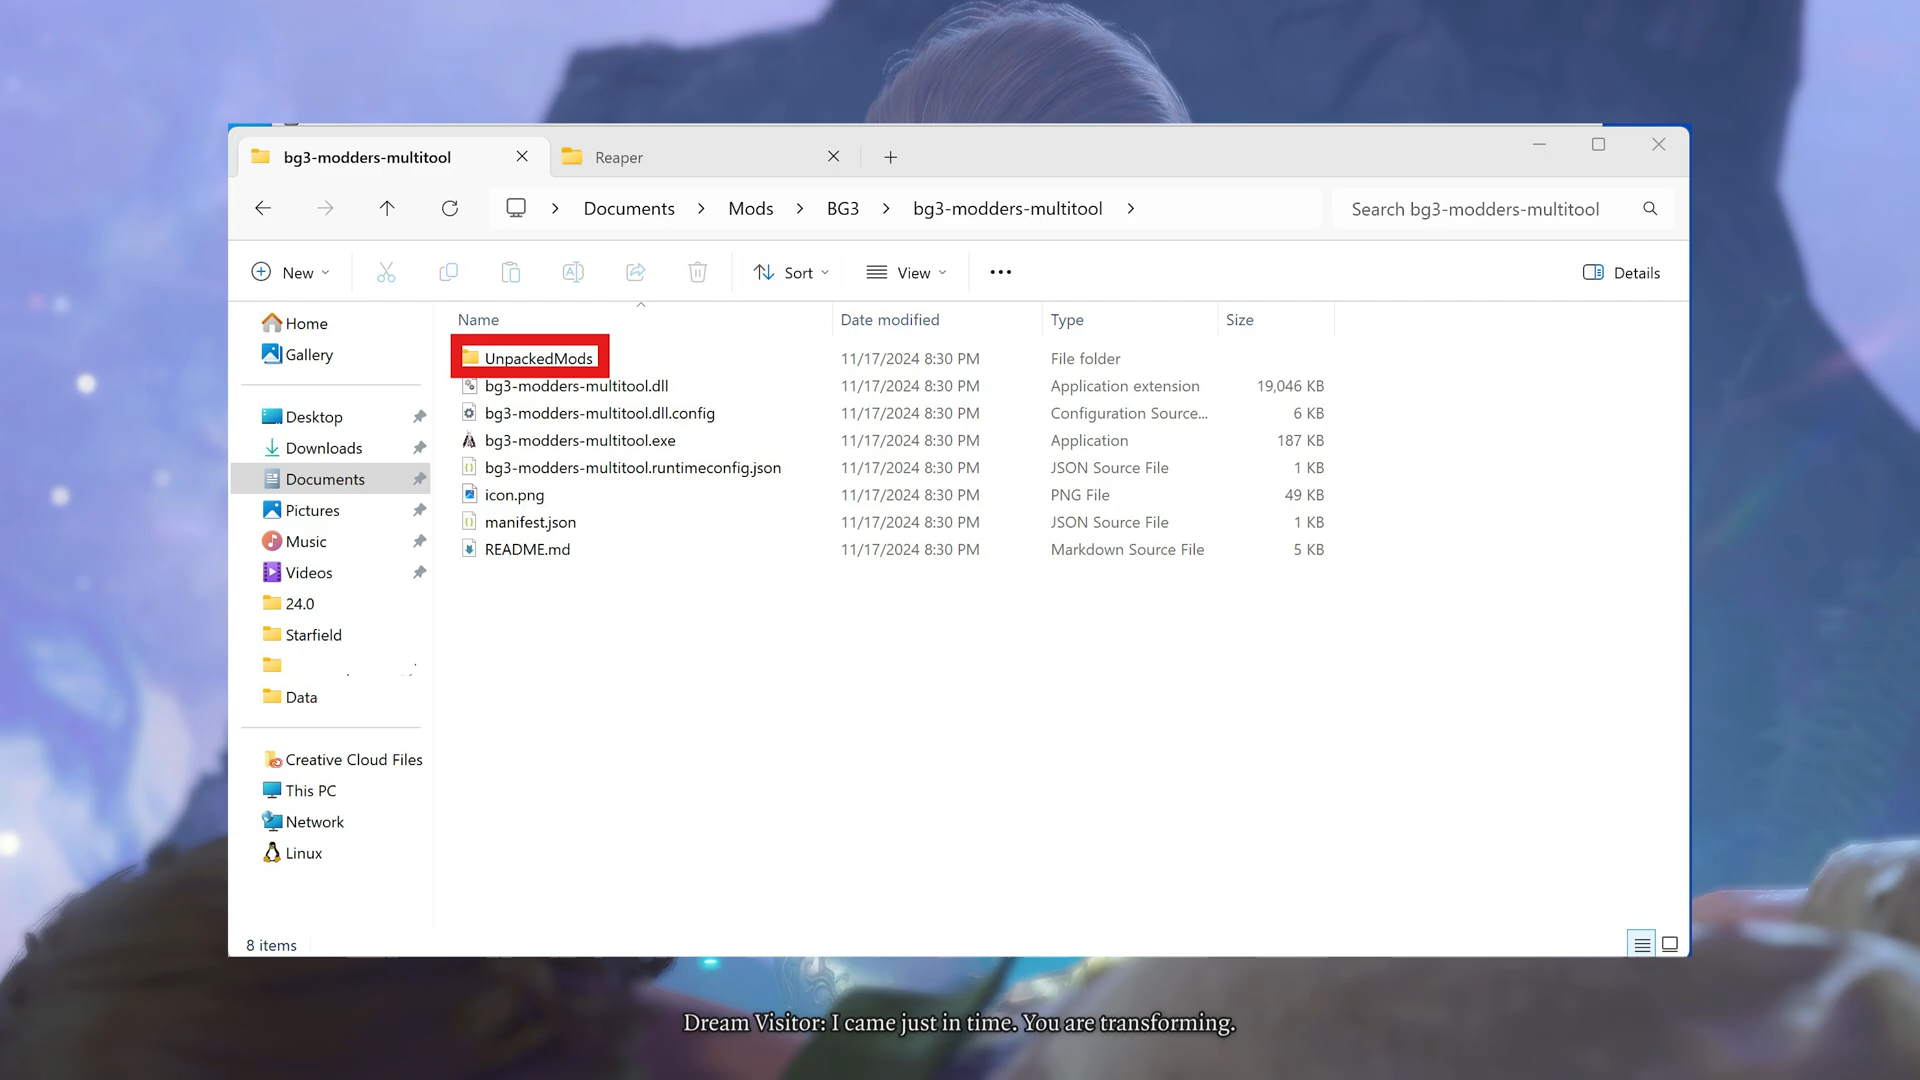 bg3-modders-multitool
Reaper
Documents > Mods > BG3 > bg3-modders-multitool >
Search bg3-modders-multitool
New
Sort
View
Details
Home
Gallery
Desktop
Downloads
Documents
Pictures
Music
Videos
24.0
Starfield
Data
Creative Cloud Files
This PC
Network
Linux
Name Date modified Type Size
UnpackedMods 11/17/2024 8:30 PM File folder
bg3-modders-multitool.dll 11/17/2024 8:30 PM Application extension 19,046 KB
bg3-modders-multitool.dll.config 11/17/2024 8:30 PM Configuration Source... 6 KB
bg3-modders-multitool.exe 11/17/2024 8:30 PM Application 187 KB
bg3-modders-multitool.runtimeconfig.json 11/17/2024 8:30 PM JSON Source File 1 KB
icon.png 11/17/2024 8:30 PM PNG File 49 KB
manifest.json 11/17/2024 8:30 PM JSON Source File 1 KB
README.md 11/17/2024 8:30 PM Markdown Source File 5 KB
8 items
Dream Visitor: I came just in time. You are transforming.